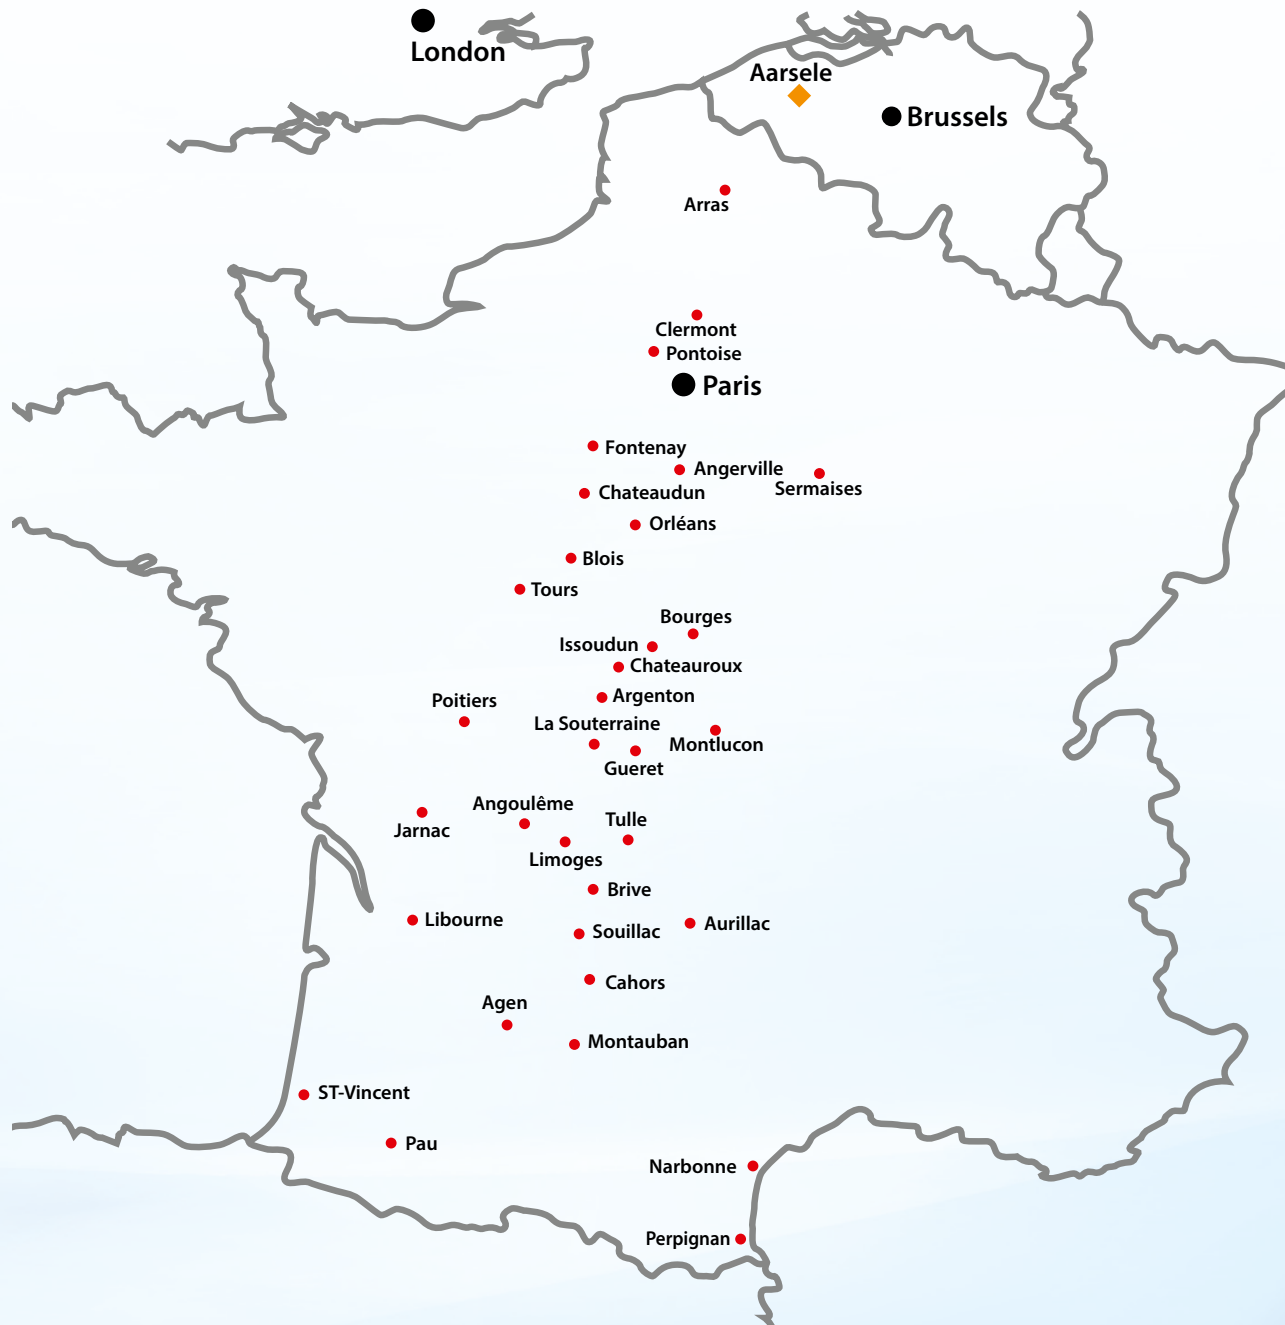 London
Aarsele
Brussels
Arras
Clermont
Pontoise
Paris
Fontenay
Angerville
Sermaises
Chateaudun
Orléans
Blois
Tours
Bourges
Issoudun
Chateauroux
Argenton
Poitiers
La Souterraine
Montlucon
Gueret
Angoulême
Jarnac
Tulle
Limoges
Brive
Libourne
Aurillac
Souillac
Cahors
Agen
Montauban
ST-Vincent
Pau
Narbonne
Perpignan